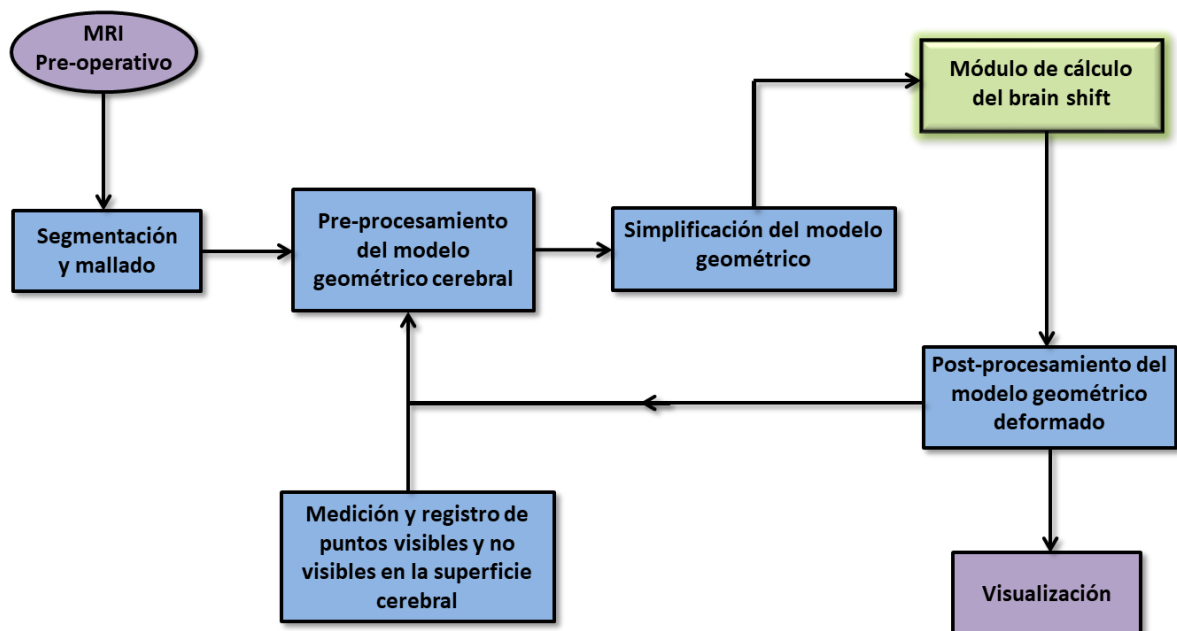 MRI
Pre-operativo
Módulo de cálculo
del brain shift
Segmentación
y mallado
Pre-procesamiento
del modelo
geométrico cerebral
Simplificación del modelo
geométrico
Post-procesamiento del
modelo geométrico
deformado
Medición y registro de
puntos visibles y no
visibles en la superficie
cerebral
Visualización